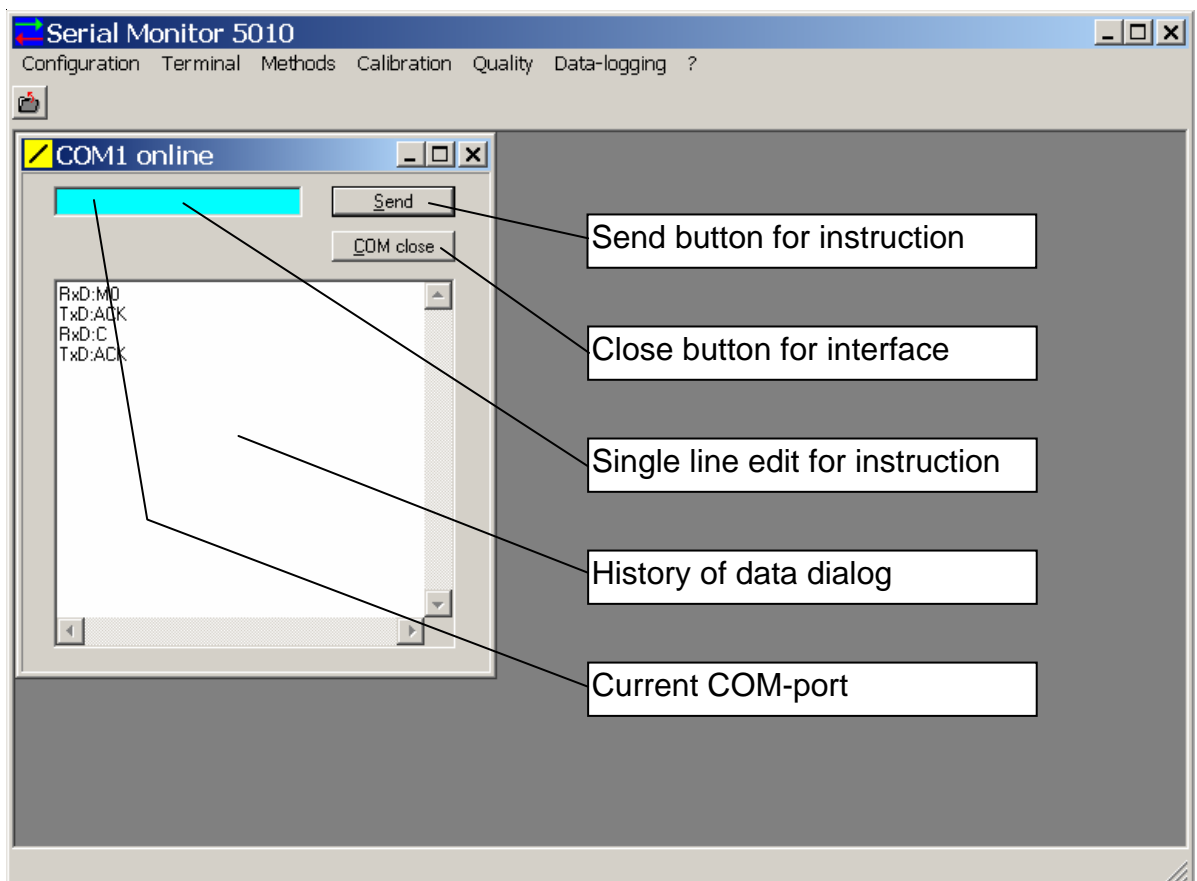 Serial Monitor 5010
Configuration Terminal Methods Calibration Quality Data-logging ?
COM1 online
Send
COM close
RxD:M0
TxD:ACK
RxD:C
TxD:ACK
Send button for instruction
Close button for interface
Single line edit for instruction
History of data dialog
Current COM-port